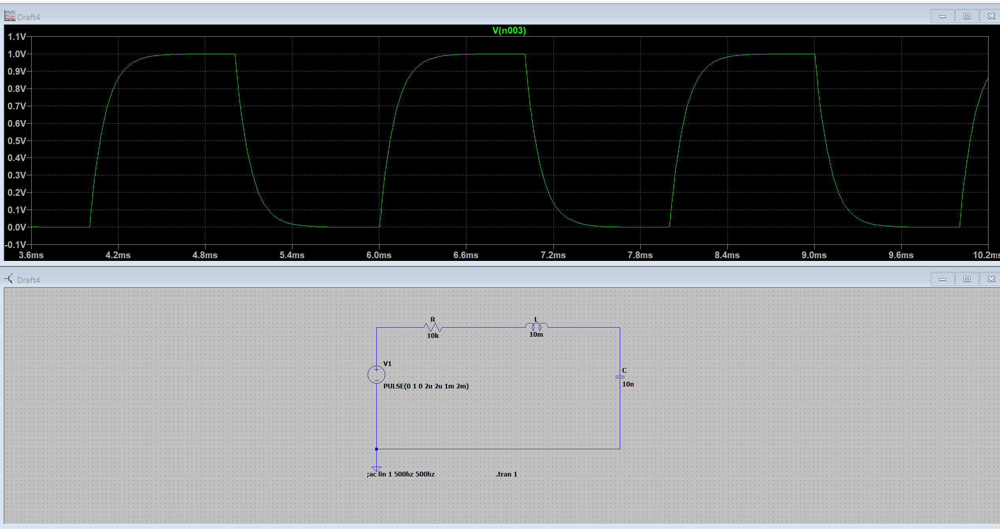 Draft4
V(n003)
1.1V
1.0V
0.9V
0.8V
0.7V
0.6V
0.5V
0.4V
0.3V
0.2V
0.1V
0.0V
-0.1V
3.6ms 4.2ms 4.8ms 5.4ms 6.0ms 6.6ms 7.2ms 7.8ms 8.4ms 9.0ms 9.6ms 10.2ms
Draft4
R
10k
L
10m
V1
PULSE(0 1 0 2u 2u 1m 2m)
C
10n
;ac lin 1 500hz 500hz
.tran 1